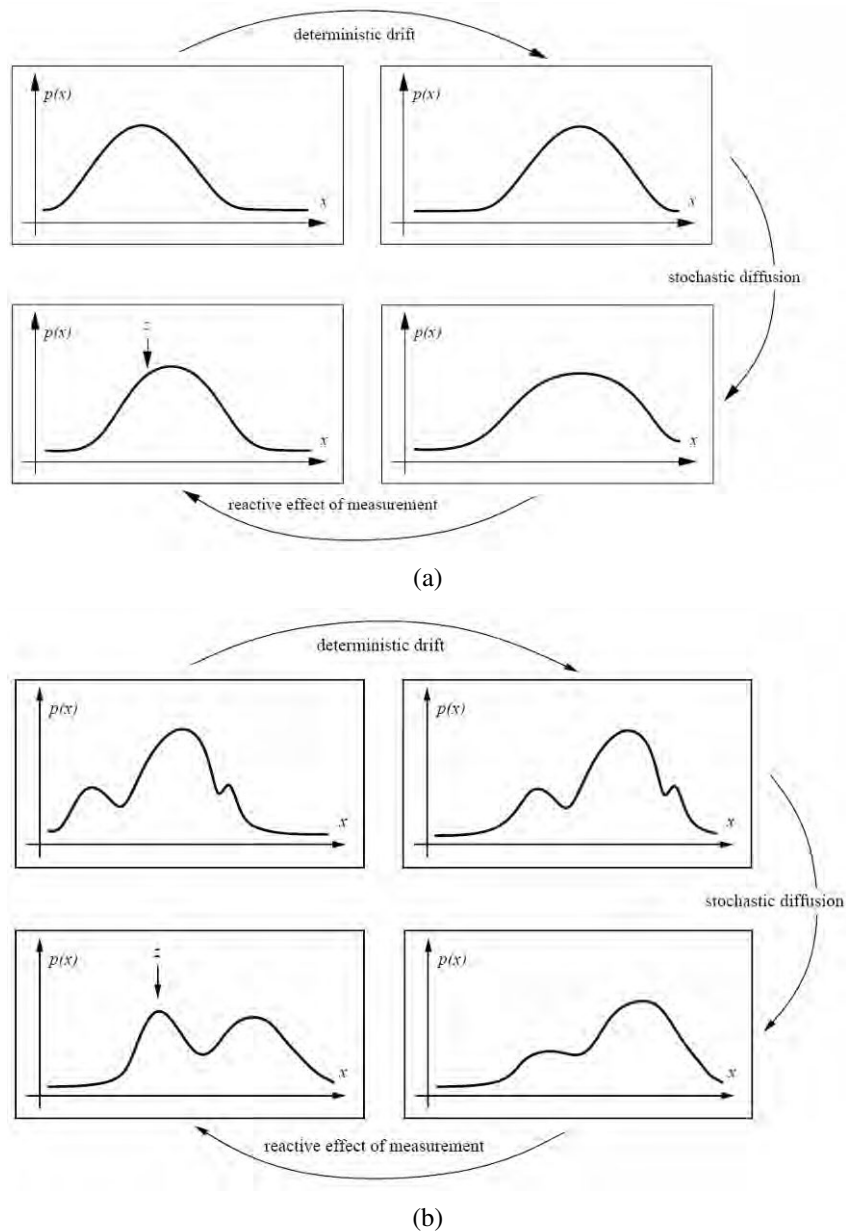 deterministic drift
p(x)
x
p(x)
x
stochastic diffusion
z
p(x)
x
p(x)
x
reactive effect of measurement
(a)
deterministic drift
p(x)
x
p(x)
x
stochastic diffusion
z
p(x)
x
p(x)
x
reactive effect of measurement
(b)